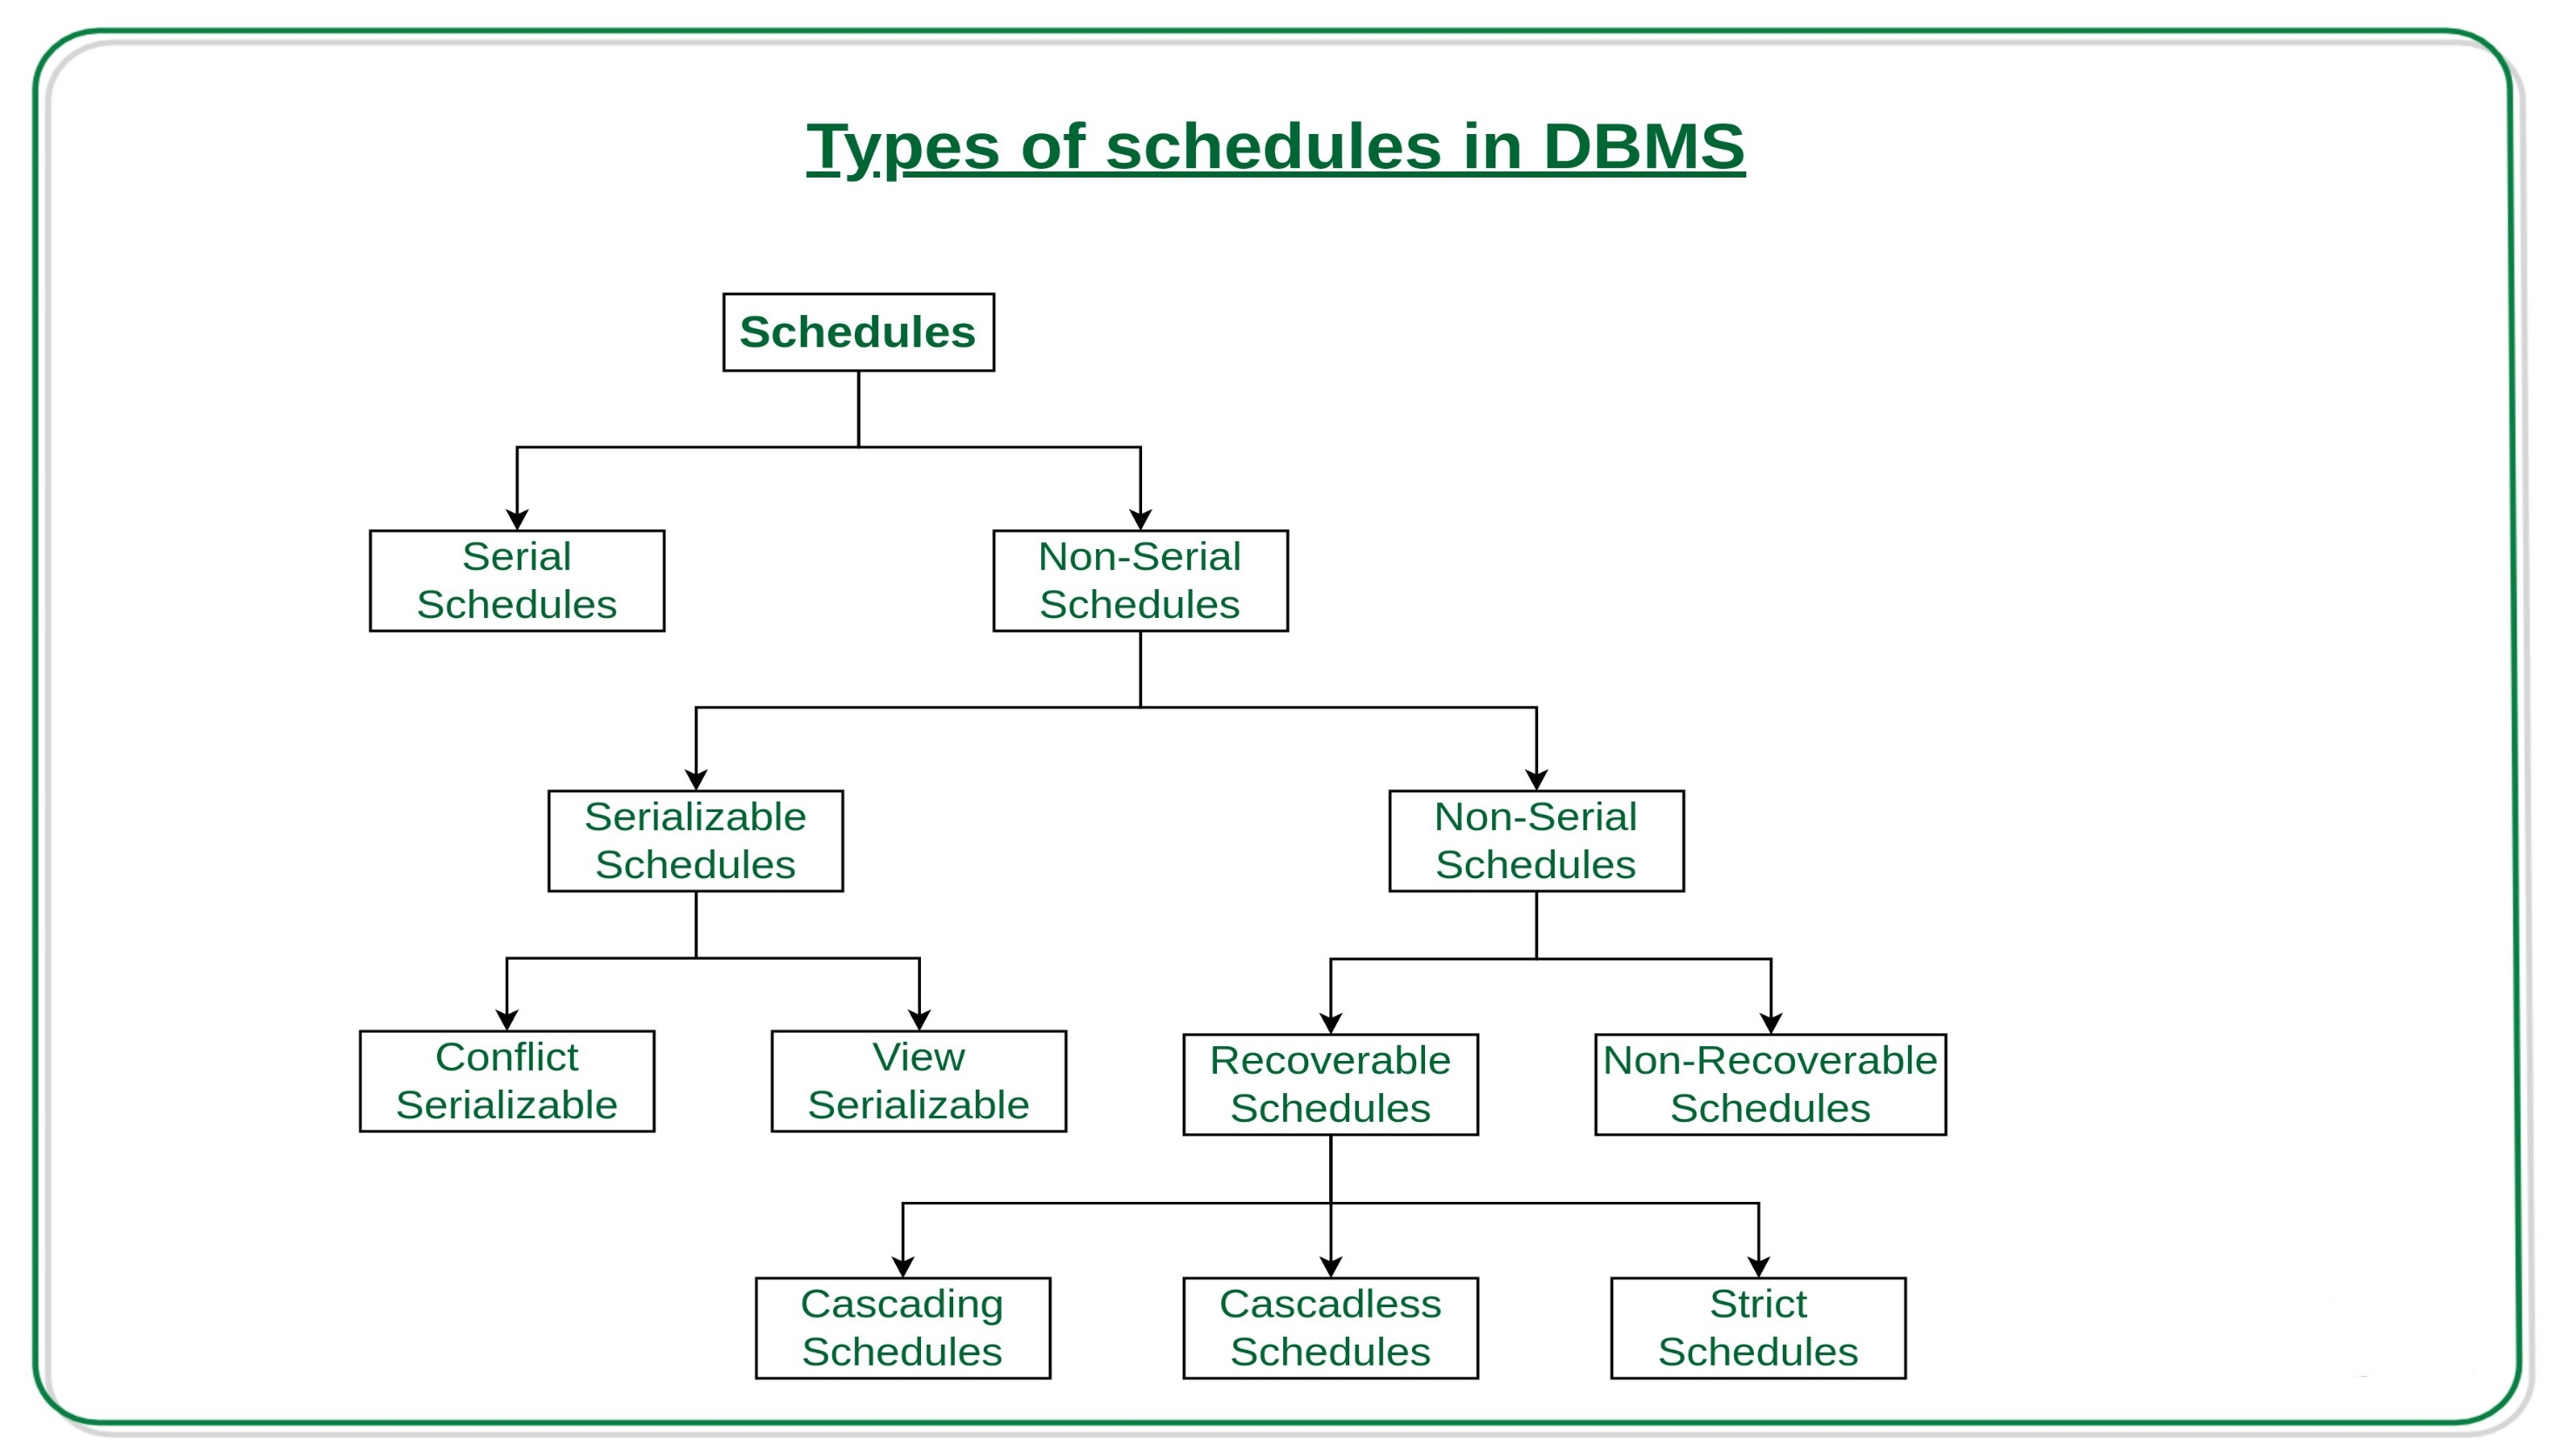 Types of schedules in DBMS
Schedules
Serial
Schedules
Non-Serial
Schedules
Serializable
Schedules
Non-Serial
Schedules
Conflict
Serializable
View
Serializable
Recoverable
Schedules
Non-Recoverable
Schedules
Cascading
Schedules
Cascadless
Schedules
Strict
Schedules